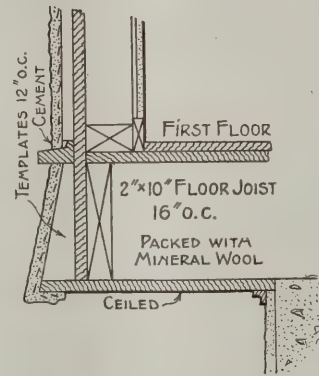 TEMPLATES 12" O.C.
CEMENT
FIRST FLOOR
2"×10" FLOOR JOIST
16" O.C.
PACKED WITH
MINERAL WOOL
CEILED